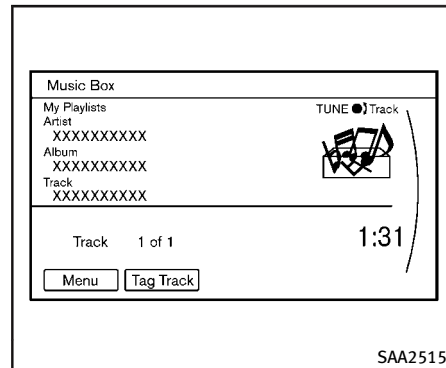 Music Box
My Playlists
TUNE Track
Artist
XXXXXXXXXX
Album
XXXXXXXXXX
Track
XXXXXXXXXX
Track 1 of 1
1:31
Menu Tag Track
SAA2515